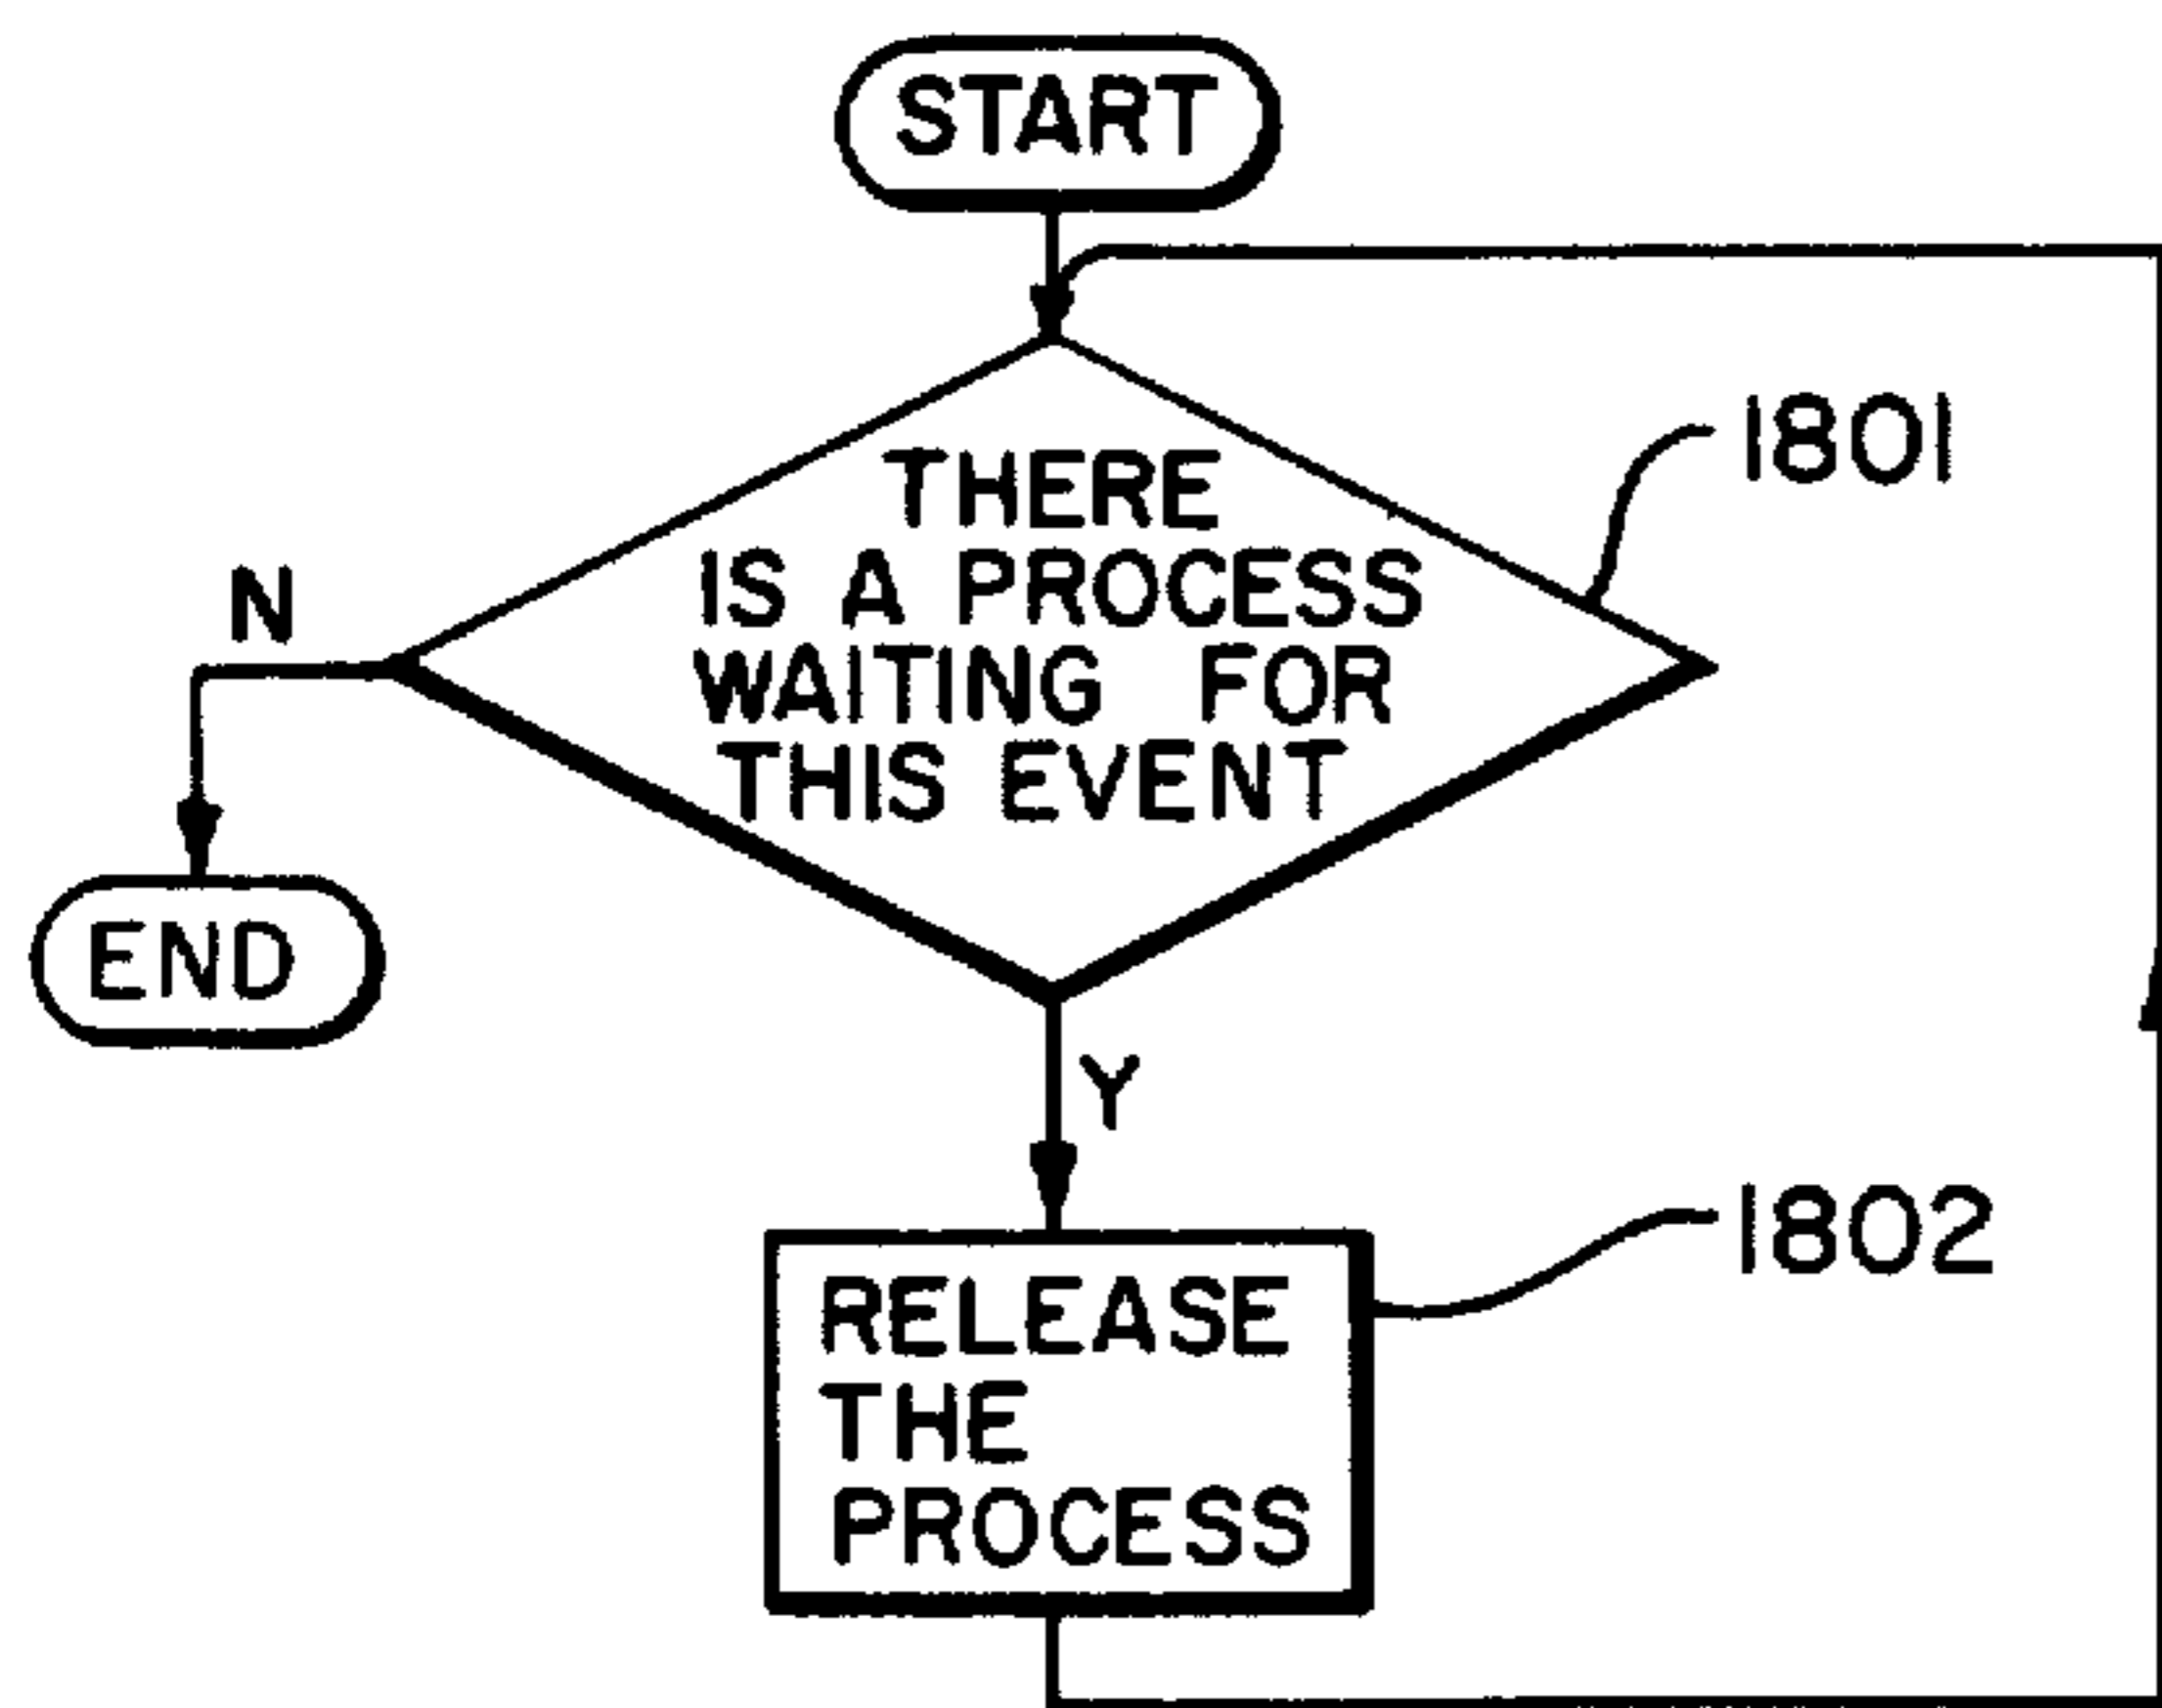 START
THERE
IS A PROCESS
WAITING FOR
THIS EVENT
1801
N
END
Y
RELEASE
THE
PROCESS
1802